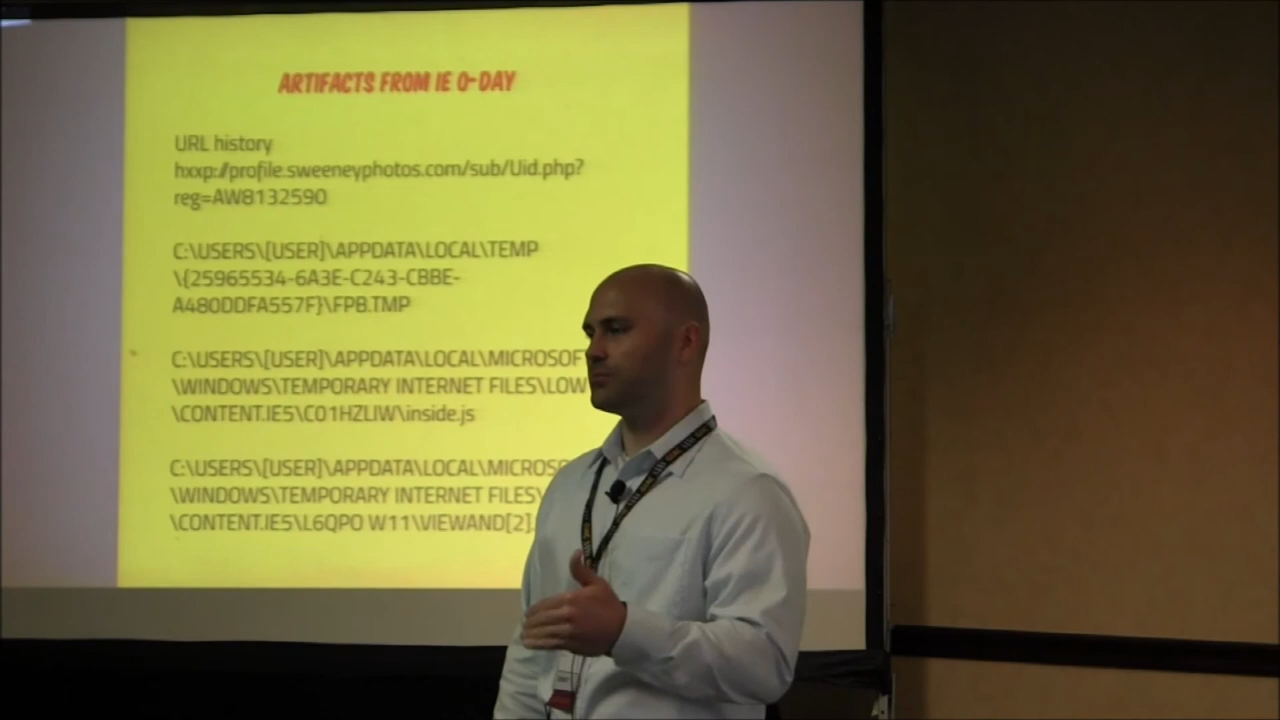 ARTIFACTS FROM IE 0-DAY
URL history
hxxp://profile.sweeneyphotos.com/sub/Uid.php?
reg=AW8132590
C:\USERS\[USER]\APPDATA\LOCAL\TEMP
\{25965534-6A3E-C243-CBBE-
A480DDFA557F}\FPB.TMP
C:\USERS\[USER]\APPDATA\LOCAL\MICROSOF
\WINDOWS\TEMPORARY INTERNET FILES\LOW
\CONTENT.IE5\C01HZLIW\inside.js
C:\USERS\[USER]\APPDATA\LOCAL\MICROSO
\WINDOWS\TEMPORARY INTERNET FILES\
\CONTENT.IE5\L6QPO W11\VIEWAND[2].